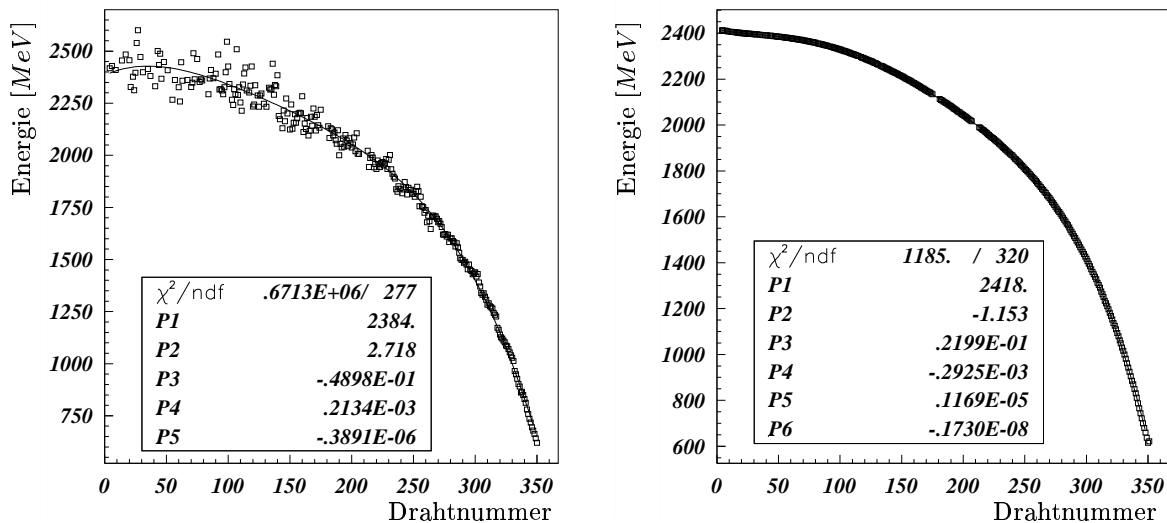 Energie [MeV]
2500
2250
2000
1750
1500
1250
1000
750
χ²/ndf .6713E+06/ 277
P1 2384.
P2 2.718
P3 -.4898E-01
P4 .2134E-03
P5 -.3891E-06
0 50 100 150 200 250 300 350
Drahtnummer
Energie [MeV]
2400
2200
2000
1800
1600
1400
1200
1000
800
600
χ²/ndf 1185. / 320
P1 2418.
P2 -1.153
P3 .2199E-01
P4 -.2925E-03
P5 .1169E-05
P6 -.1730E-08
0 50 100 150 200 250 300 350
Drahtnummer